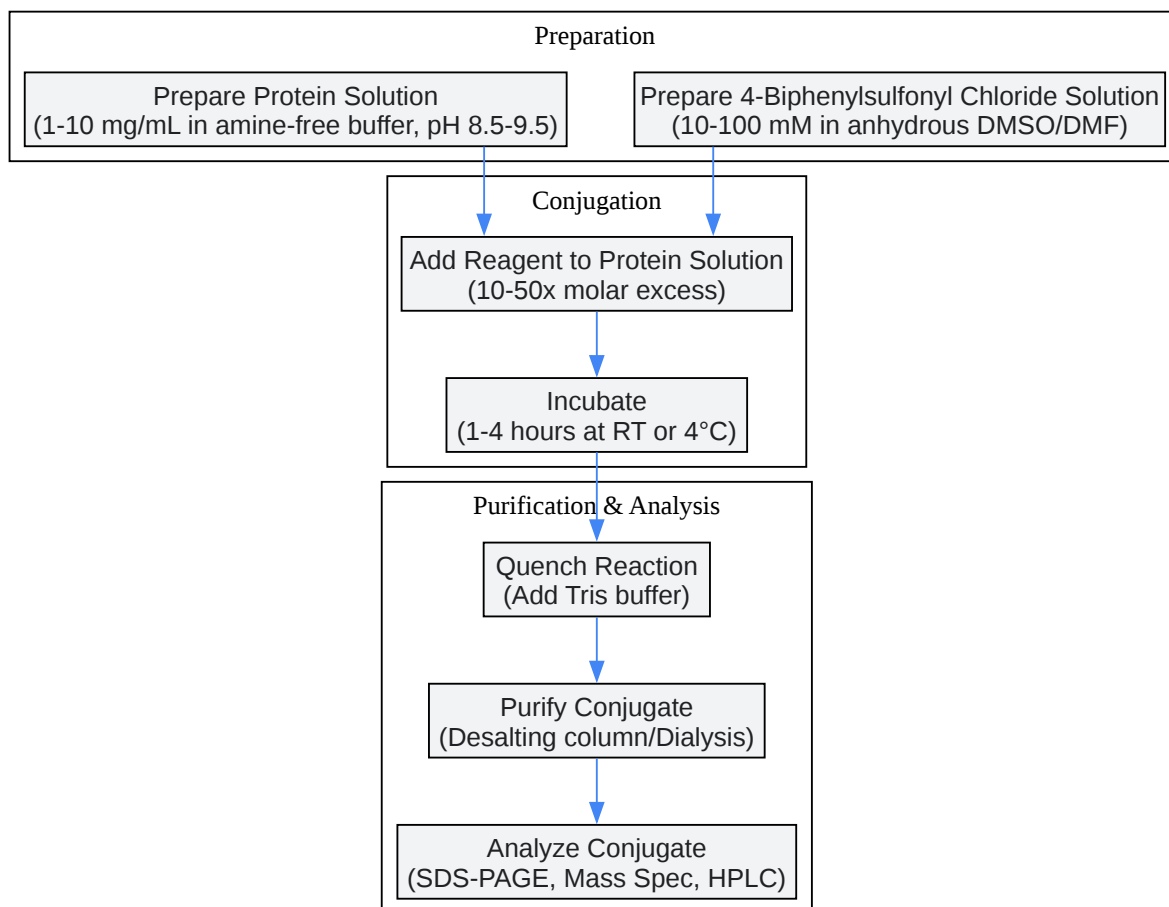 Preparation
Prepare Protein Solution
(1-10 mg/mL in amine-free buffer, pH 8.5-9.5)
Prepare 4-Biphenylsulfonyl Chloride Solution
(10-100 mM in anhydrous DMSO/DMF)
Conjugation
Add Reagent to Protein Solution
(10-50x molar excess)
Incubate
(1-4 hours at RT or 4°C)
Purification & Analysis
Quench Reaction
(Add Tris buffer)
Purify Conjugate
(Desalting column/Dialysis)
Analyze Conjugate
(SDS-PAGE, Mass Spec, HPLC)